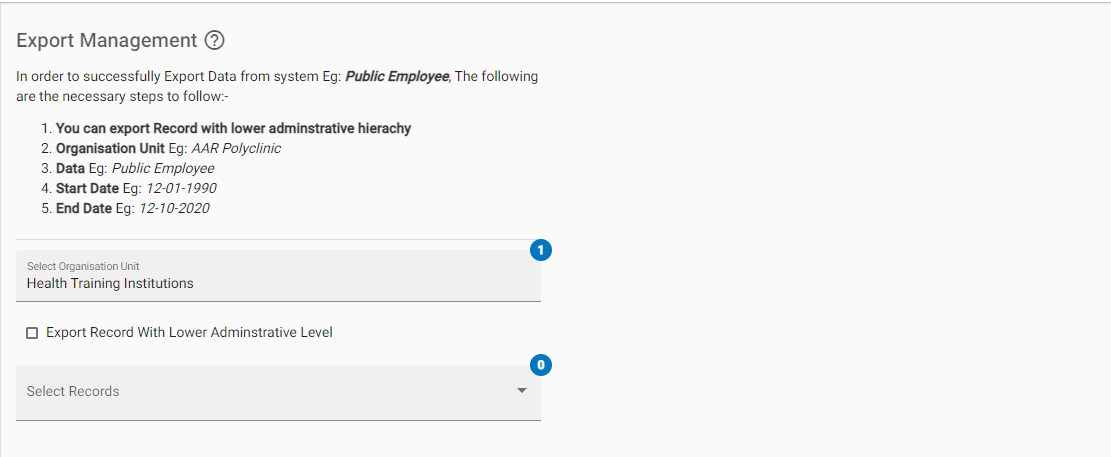 Export Management ?
In order to successfully Export Data from system Eg: Public Employee, The following
are the necessary steps to follow:-
1. You can export Record with lower adminstrative hierachy
2. Organisation Unit Eg: AAR Polyclinic
3. Data Eg: Public Employee
4. Start Date Eg: 12-01-1990
5. End Date Eg: 12-10-2020
1
Select Organisation Unit
Health Training Institutions
Export Record With Lower Adminstrative Level
0
Select Records